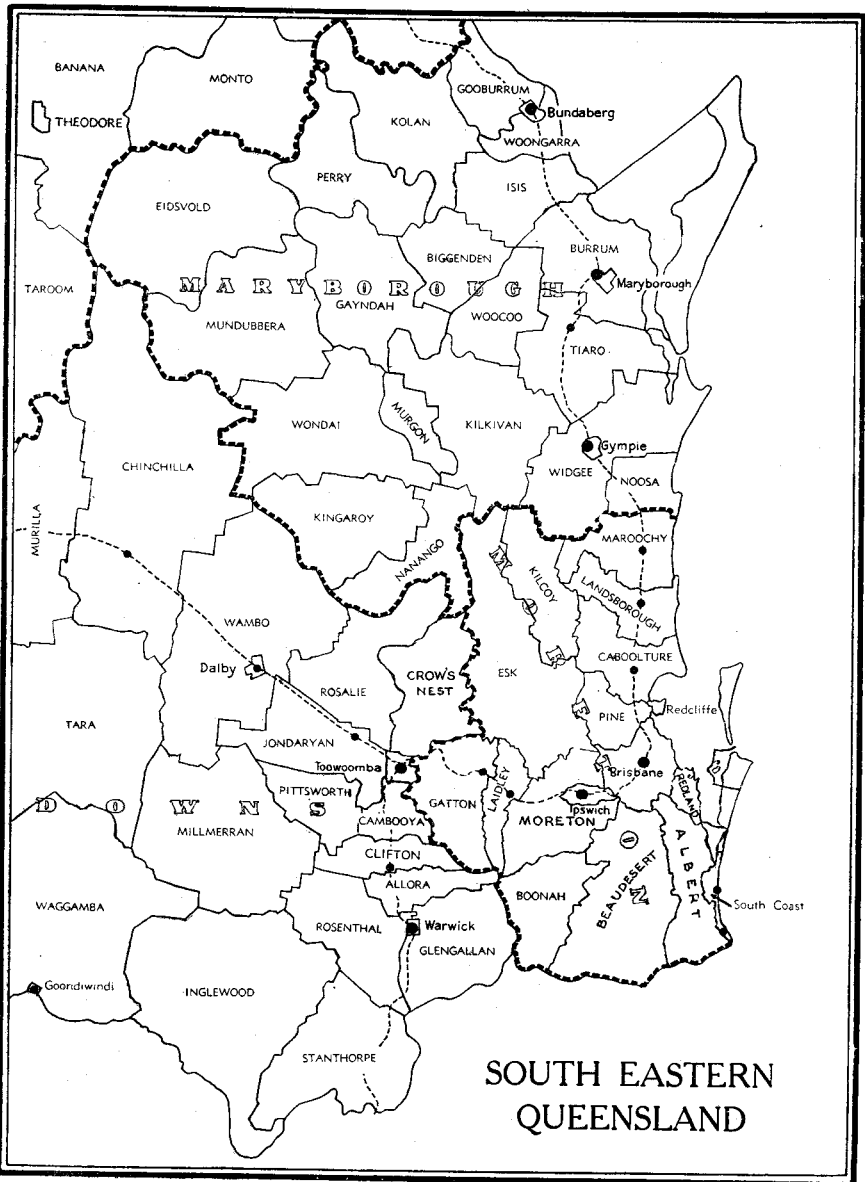 BANANA
MONTO
THEODORE
GOOBURRUM
Bundaberg
KOLAN
WOONGARRA
PERRY
ISIS
EIDSVOLD
BURRUM
BIGGENDEN
TAROOM
MARYBOROUGH
Maryborough
GAYNDAH
WOOCOO
MUNDUBBERA
TIARO
WONDAI
MURGON
KILKIVAN
Gympie
CHINCHILLA
WIDGEE
NOOSA
MURILLA
KINGAROY
NANANGO
MAROOCHY
KILCOY
LANDSBOROUGH
WAMBO
MORETON
CABOOLTURE
Dalby
CROW'S
NEST
ESK
ROSALIE
PINE
Redcliffe
TARA
JONDARYAN
Toowoomba
Brisbane
REDLAND
PITTSWORTH
GATTON
LAIDLEY
Ipswich
DOWNS
MORETON
MILLMERRAN
CAMBOOYA
CLIFTON
ALBERT
ALLORA
BOONAH
BEAUDESERT
WAGGAMBA
South Coast
ROSENTHAL
Warwick
GLENGALLAN
Goondiwindi
INGLEWOOD
STANTHORPE
SOUTH EASTERN
QUEENSLAND